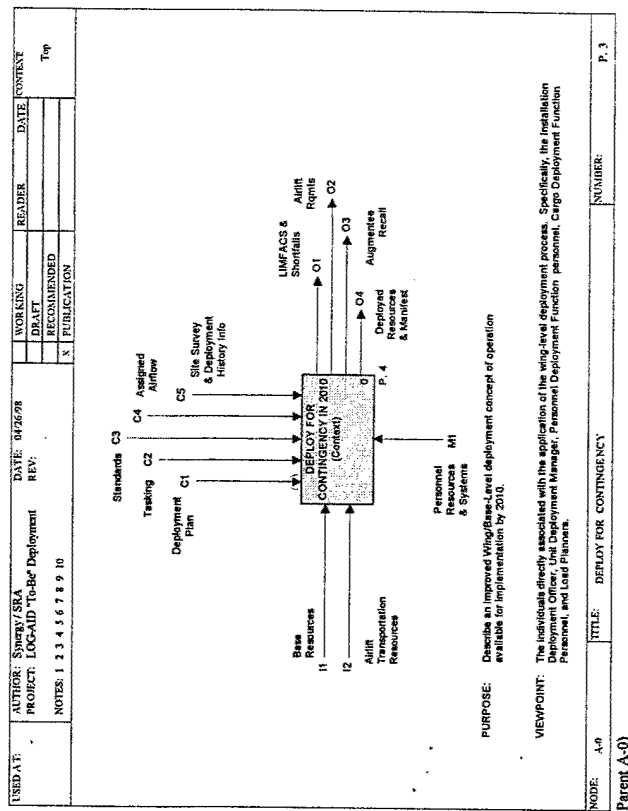 USED AT:
AUTHOR: Synergy / SRA
PROJECT: LOG-AID "To-Be" Deployment
NOTES: 1 2 3 4 5 6 7 8 9 10
DATE: 04/26/98
REV:
WORKING
DRAFT
RECOMMENDED
X PUBLICATION
READER DATE
CONTEXT
Top
Standards C3
Tasking C2
Deployment Plan C1
Assigned Airflow
C4
C5 Site Survey & Deployment History Info
Base Resources
I1
I2
Airlift Transportation Resources
DEPLOY FOR
CONTINGENCY IN 2010
(Context)
0
P. 4
LIMFACS & Shortfalls
O1
Airlift Rqmts
O2
O3
Augmentee Recall
O4
Deployed Resources & Manifest
Personnel Resources & Systems
M1
PURPOSE: Describe an improved Wing/Base-Level deployment concept of operation
available for implementation by 2010.
VIEWPOINT: The individuals directly associated with the application of the wing-level deployment process. Specifically, the Installation
Deployment Officer, Unit Deployment Manager, Personnel Deployment Function personnel, Cargo Deployment Function
Personnel, and Load Planners.
NODE: A-0
TITLE: DEPLOY FOR CONTINGENCY
NUMBER:
P. 3
Parent A-0)